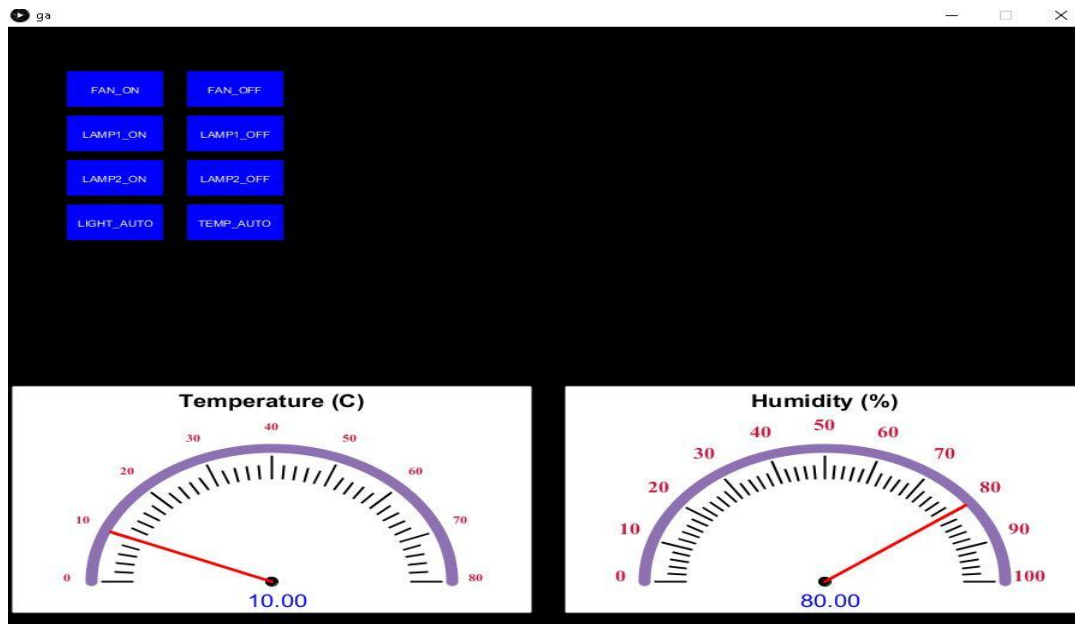 ga
FAN_ON FAN_OFF
LAMP1_ON LAMP1_OFF
LAMP2_ON LAMP2_OFF
LIGHT_AUTO TEMP_AUTO
Temperature (C)
0 10 20 30 40 50 60 70 80
10.00
Humidity (%)
0 10 20 30 40 50 60 70 80 90 100
80.00